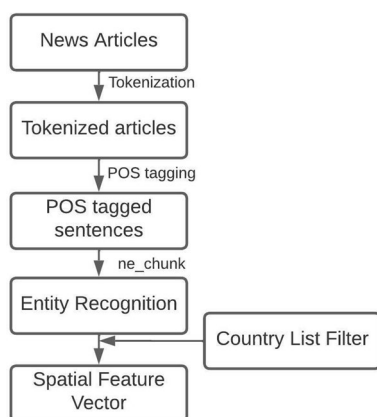 News Articles
Tokenization
Tokenized articles
POS tagging
POS tagged
sentences
ne_chunk
Entity Recognition
Country List Filter
Spatial Feature
Vector